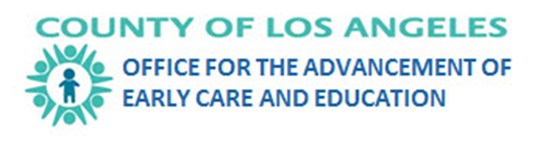 COUNTY OF LOS ANGELES
OFFICE FOR THE ADVANCEMENT OF
EARLY CARE AND EDUCATION